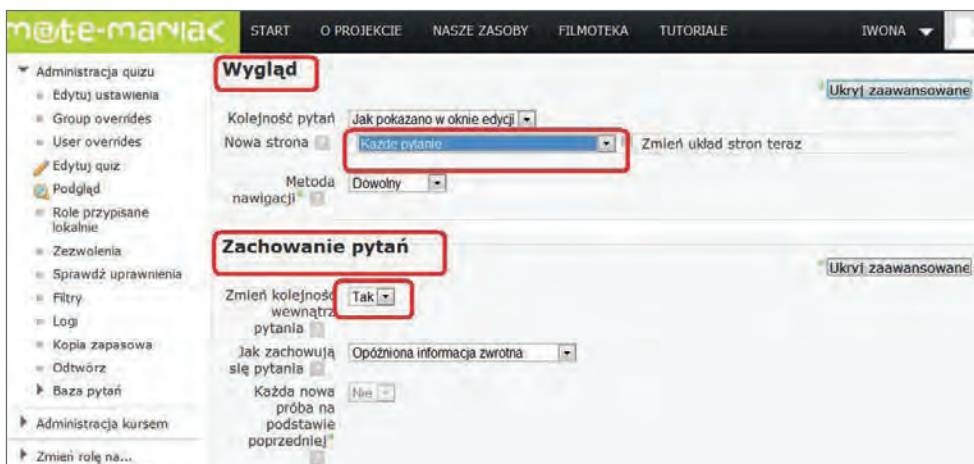 m@te-maniac START O PROJEKCIE NASZE ZASOBY FILMOTEKA TUTORIALE IWONA
Administracja quizu
Edytuj ustawienia
Group overrides
User overrides
Edytuj quiz
Podgląd
Role przypisane
lokalnie
Zezwolenia
Sprawdź uprawnienia
Filtry
Logi
Kopia zapasowa
Odtwórz
Baza pytań
Administracja kursem
Zmień rolę na...
Wygląd
* Ukryj zaawansowane
Kolejność pytań Jak pokazano w oknie edycji
Nowa strona ? Każde pytanie Zmień układ stron teraz
Metoda Dowolny
nawigacji* ?
Zachowanie pytań
* Ukryj zaawansowane
Zmień kolejność Tak
wewnątrz
pytania ?
Jak zachowują Opóźniona informacja zwrotna
się pytania ?
Każda nowa Nie
próba na
podstawie
poprzedniej*
?